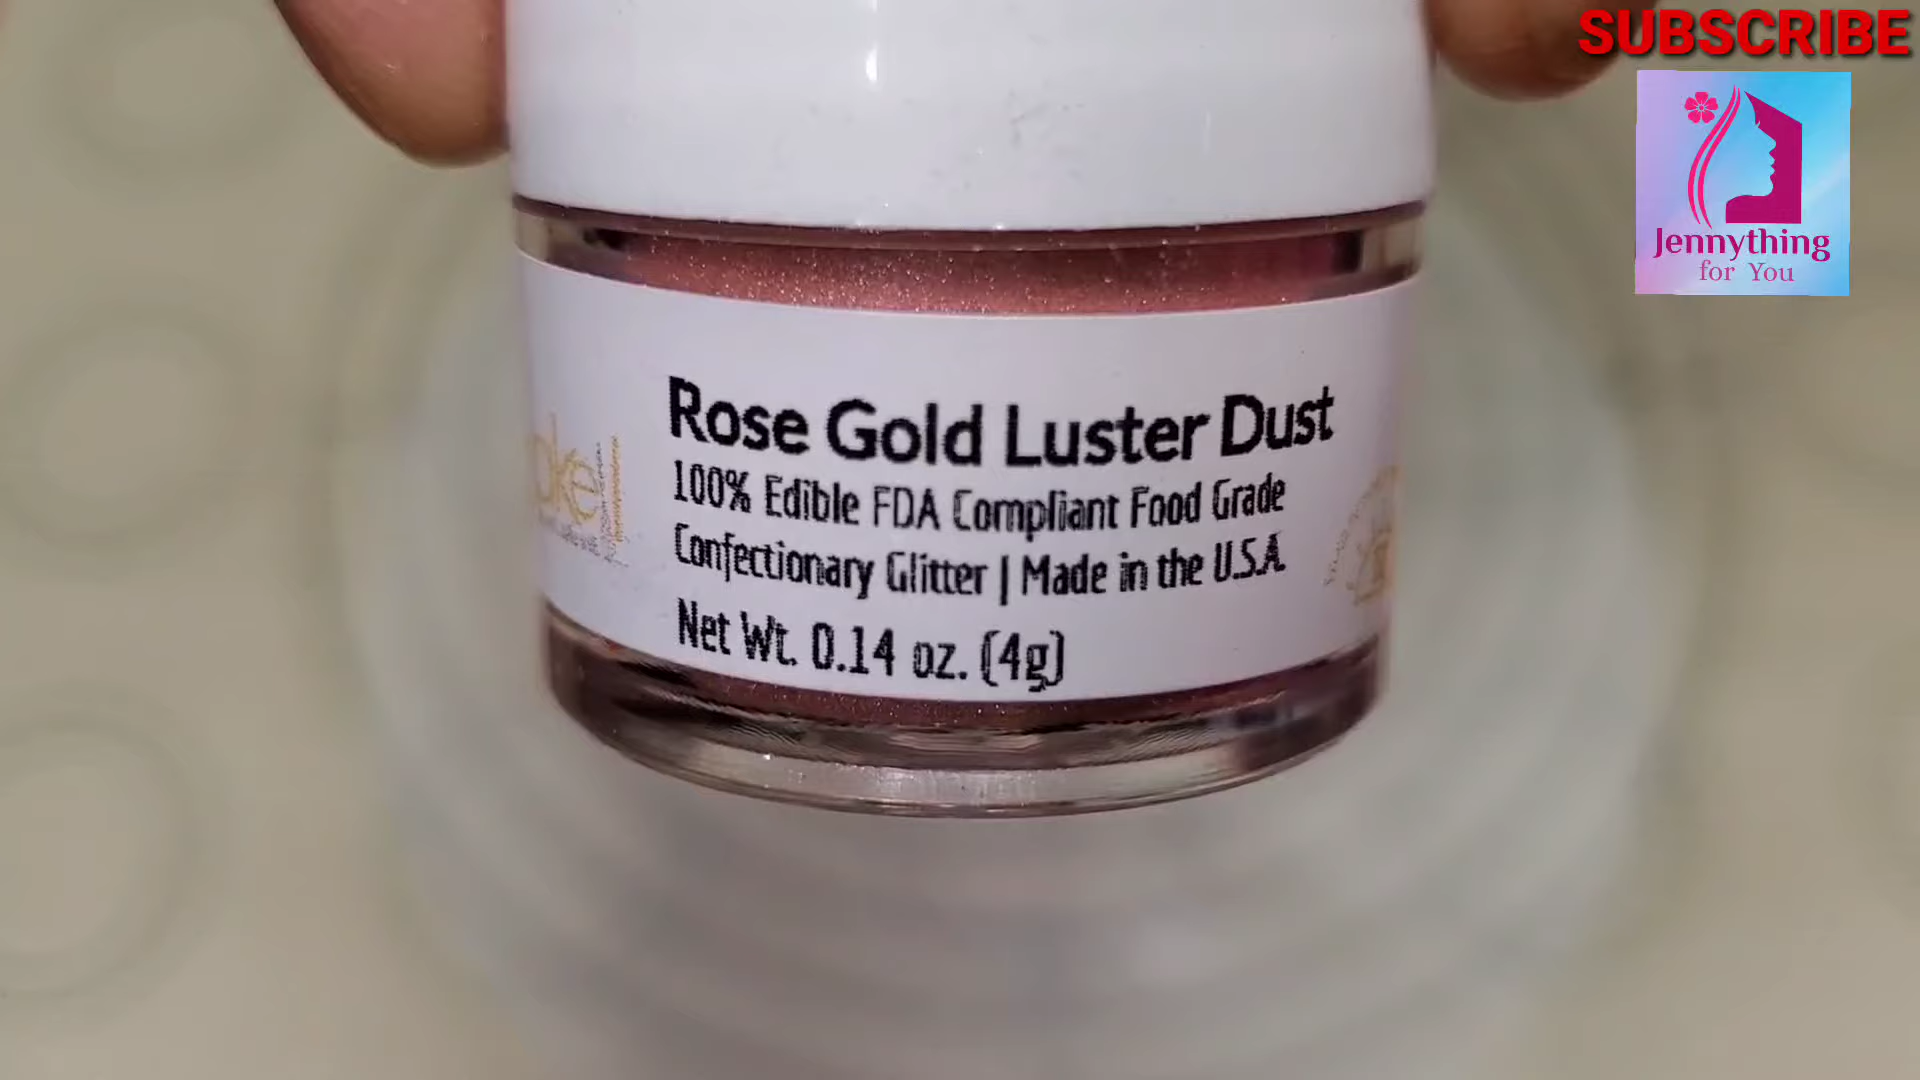 SUBSCRIBE
Jennything
for You
Rose Gold Luster Dust
100% Edible FDA Compliant Food Grade
Confectionary Glitter | Made in the U.S.A.
Net Wt. 0.14 oz. (4g)